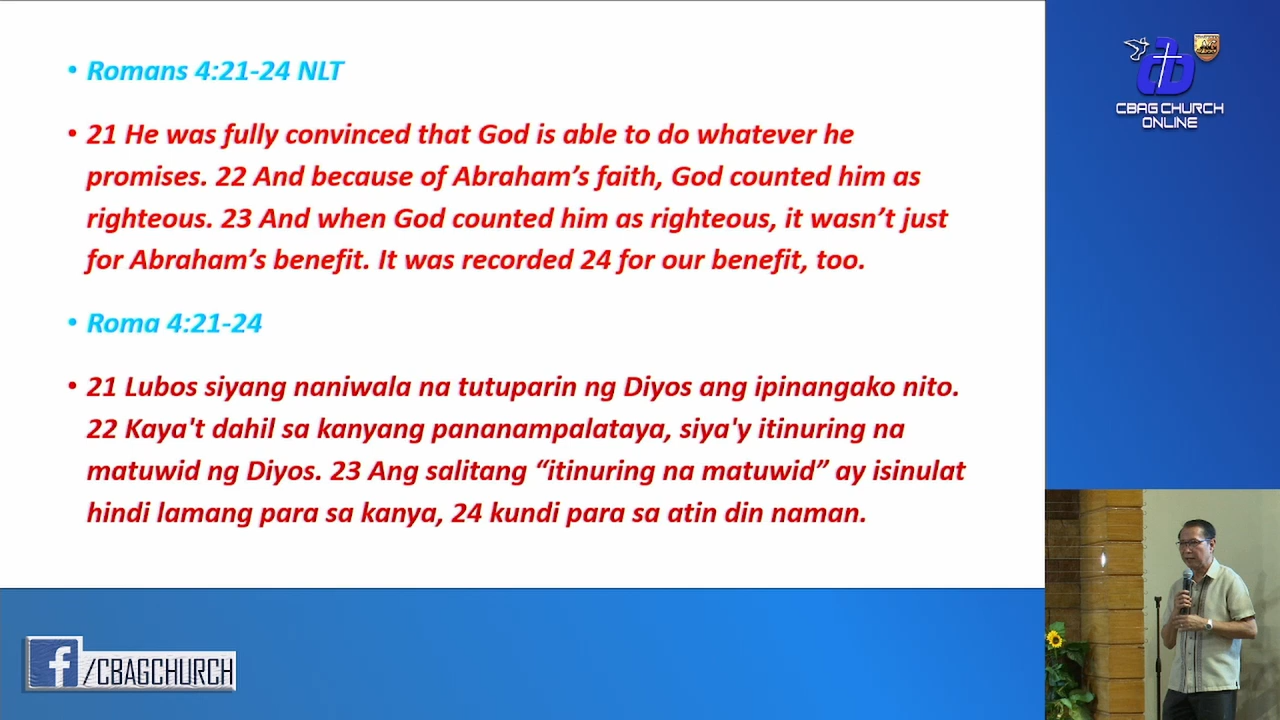 • Romans 4:21-24 NLT
• 21 He was fully convinced that God is able to do whatever he
promises. 22 And because of Abraham’s faith, God counted him as
righteous. 23 And when God counted him as righteous, it wasn’t just
for Abraham’s benefit. It was recorded 24 for our benefit, too.
• Roma 4:21-24
• 21 Lubos siyang naniwala na tutuparin ng Diyos ang ipinangako nito.
22 Kaya't dahil sa kanyang pananampalataya, siya'y itinuring na
matuwid ng Diyos. 23 Ang salitang “itinuring na matuwid” ay isinulat
hindi lamang para sa kanya, 24 kundi para sa atin din naman.
CBAG CHURCH
ONLINE
f/CBAGCHURCH